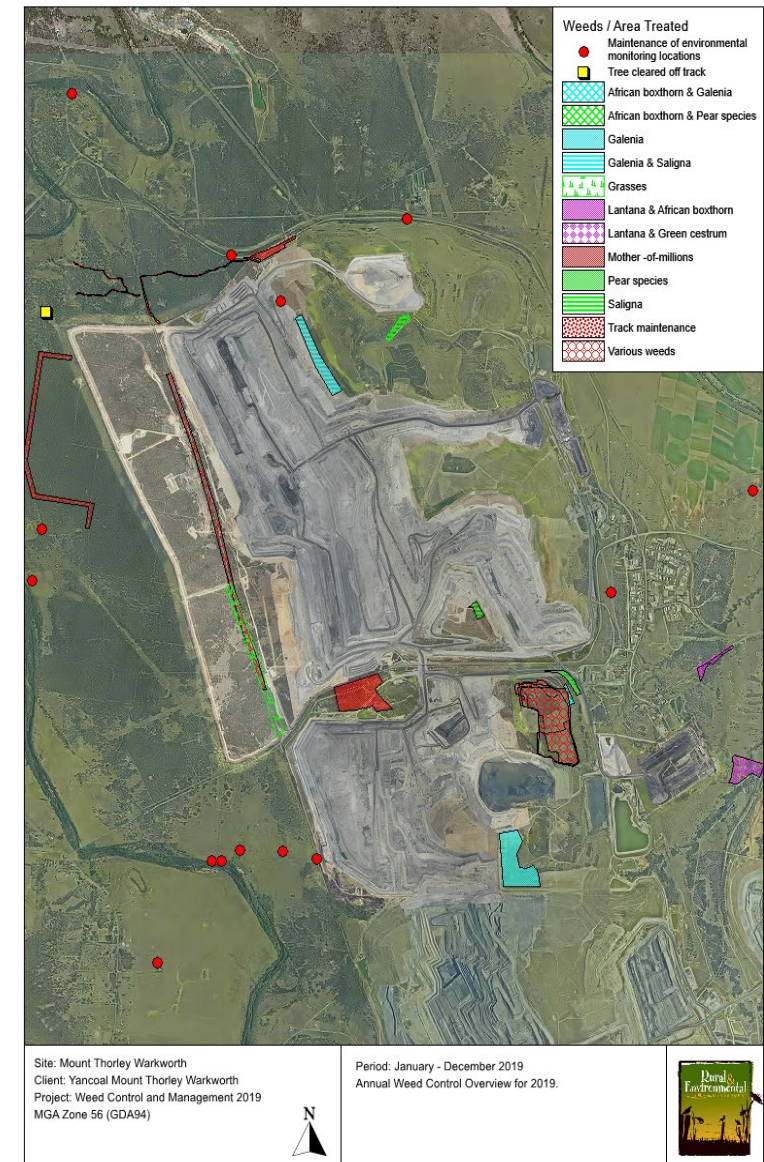 Weeds / Area Treated
Maintenance of environmental
monitoring locations
Tree cleared off track
African boxthorn & Galenia
African boxthorn & Pear species
Galenia
Galenia & Saligna
Grasses
Lantana & African boxthorn
Lantana & Green cestrum
Mother -of-millions
Pear species
Saligna
Track maintenance
Various weeds
Site: Mount Thorley Warkworth
Client: Yancoal Mount Thorley Warkworth
Project: Weed Control and Management 2019
MGA Zone 56 (GDA94)
N
Period: January - December 2019
Annual Weed Control Overview for 2019.
Rural &
Environmental